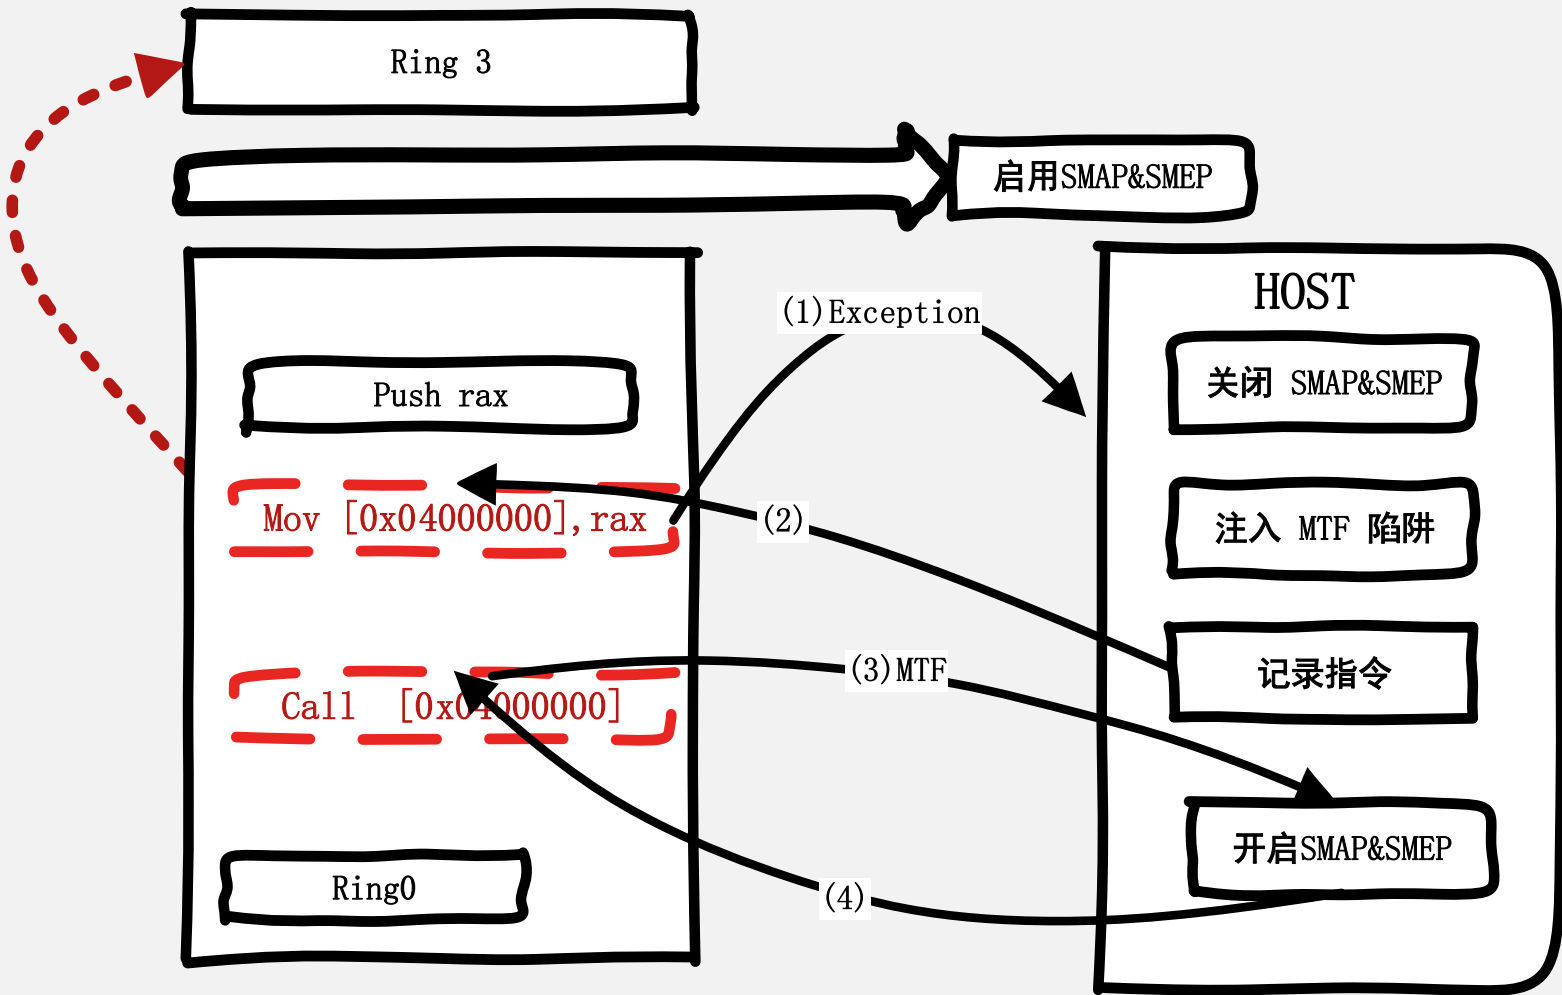 Ring 3
启用SMAP&SMEP
HOST
(1)Exception
关闭 SMAP&SMEP
Push rax
Mov [0x04000000],rax
(2)
注入 MTF 陷阱
记录指令
(3)MTF
Call [0x04000000]
开启SMAP&SMEP
Ring0
(4)